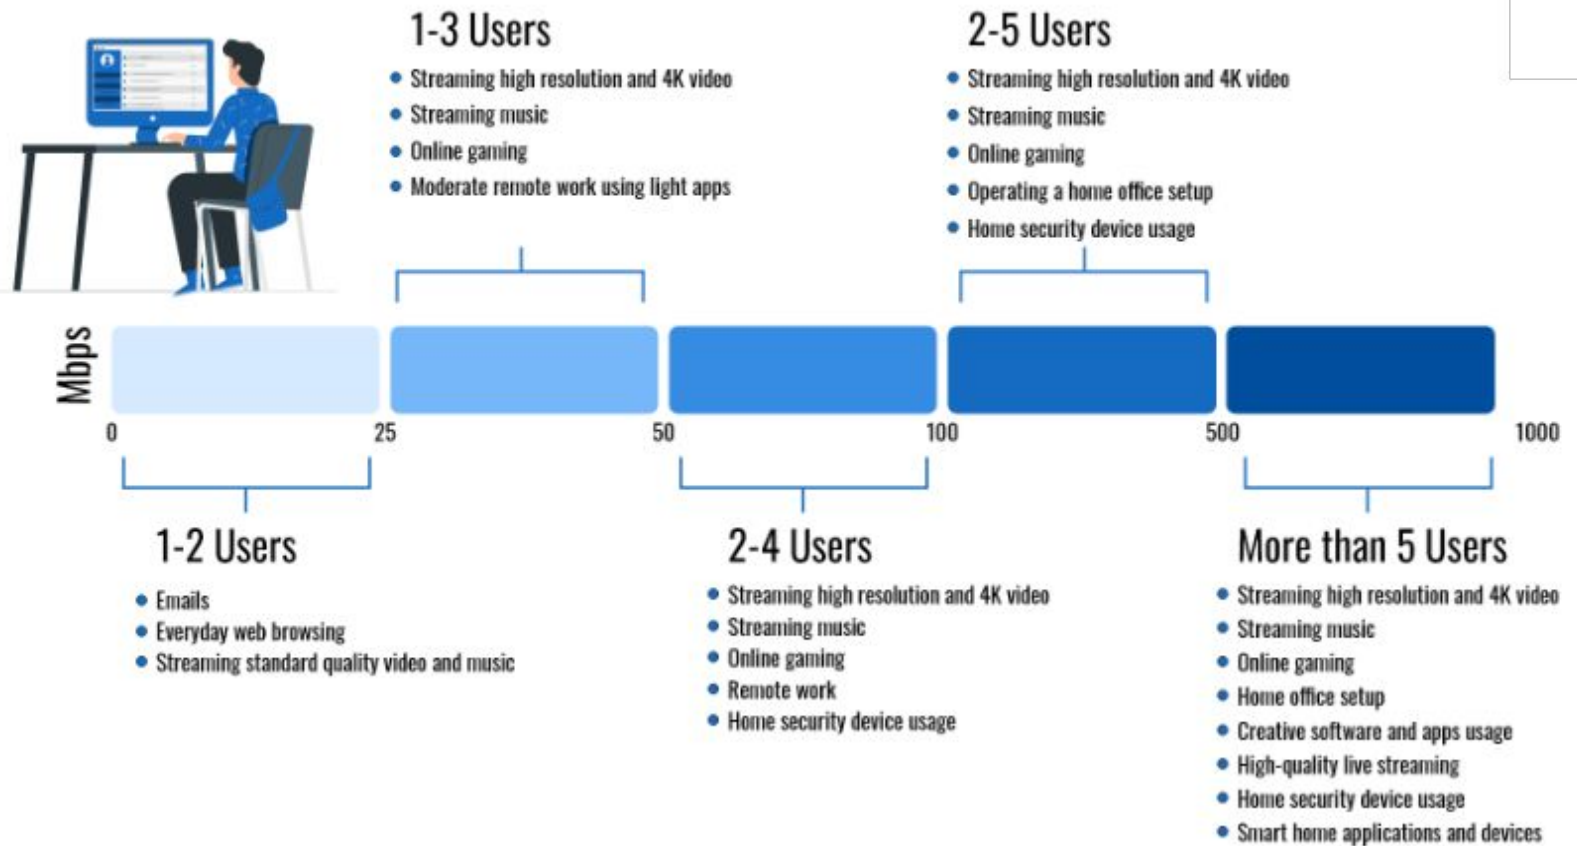 1-3 Users
Streaming high resolution and 4K video
Streaming music
Online gaming
Moderate remote work using light apps
2-5 Users
Streaming high resolution and 4K video
Streaming music
Online gaming
Operating a home office setup
Home security device usage
Mbps
0
25
50
100
500
1000
1-2 Users
Emails
Everyday web browsing
Streaming standard quality video and music
2-4 Users
Streaming high resolution and 4K video
Streaming music
Online gaming
Remote work
Home security device usage
More than 5 Users
Streaming high resolution and 4K video
Streaming music
Online gaming
Home office setup
Creative software and apps usage
High-quality live streaming
Home security device usage
Smart home applications and devices